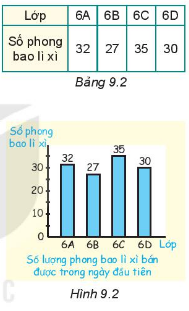 Lớp 6A 6B 6C 6D
Số phong bao lì xì 32 27 35 30
Bảng 9.2
Số phong
bao lì xì
40
30
20
10
0
32
27
35
30
6A 6B 6C 6D Lớp
Số lượng phong bao lì xì bán
được trong ngày đầu tiên
Hình 9.2